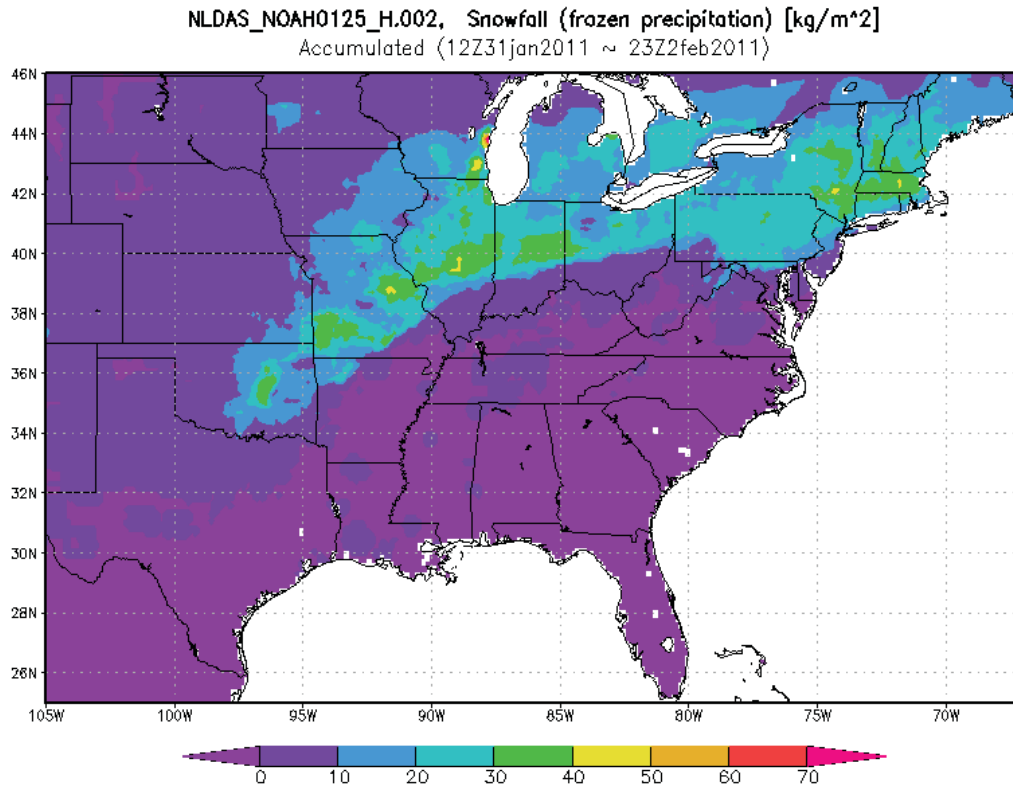 NLDAS_NOAH0125_H.002, Snowfall (frozen precipitation) [kg/m^2]
Accumulated (12Z31jan2011 ~ 23Z2feb2011)
46N
44N
42N
40N
38N
36N
34N
32N
30N
28N
26N
105W 100W 95W 90W 85W 80W 75W 70W
0 10 20 30 40 50 60 70